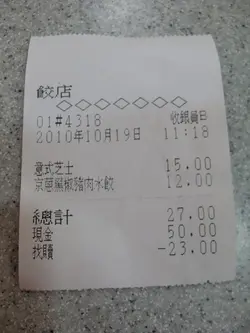 餃店
01#4318 收銀員B
2010年10月19日 11:18
意式芝士 15.00
京蔥黑椒豬肉水餃 12.00
總計 27.00
現金 50.00
找贖 -23.00